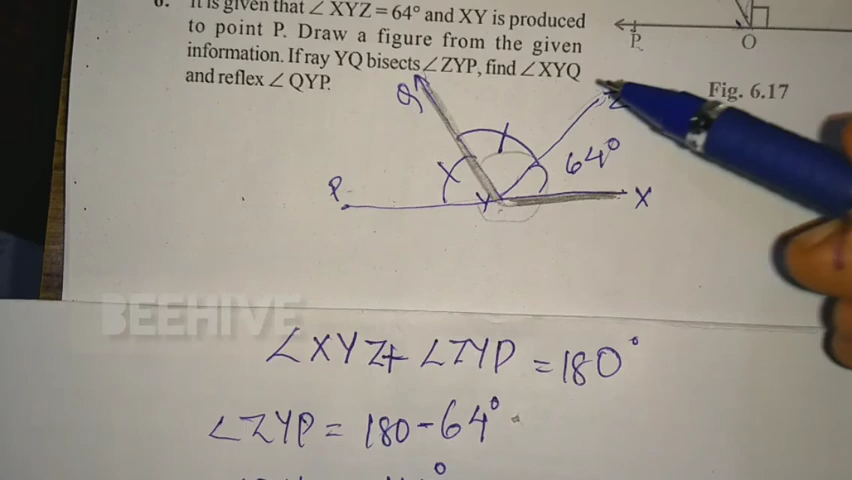 6. It is given that ∠ XYZ = 64° and XY is produced
to point P. Draw a figure from the given
information. If ray YQ bisects ∠ ZYP, find ∠ XYQ
and reflex ∠ QYP.
P
O
Fig. 6.17
Q
Z
64°
P
Y
X
BEEHIVE
∠XYZ + ∠ZYP = 180°
∠ZYP = 180 - 64°